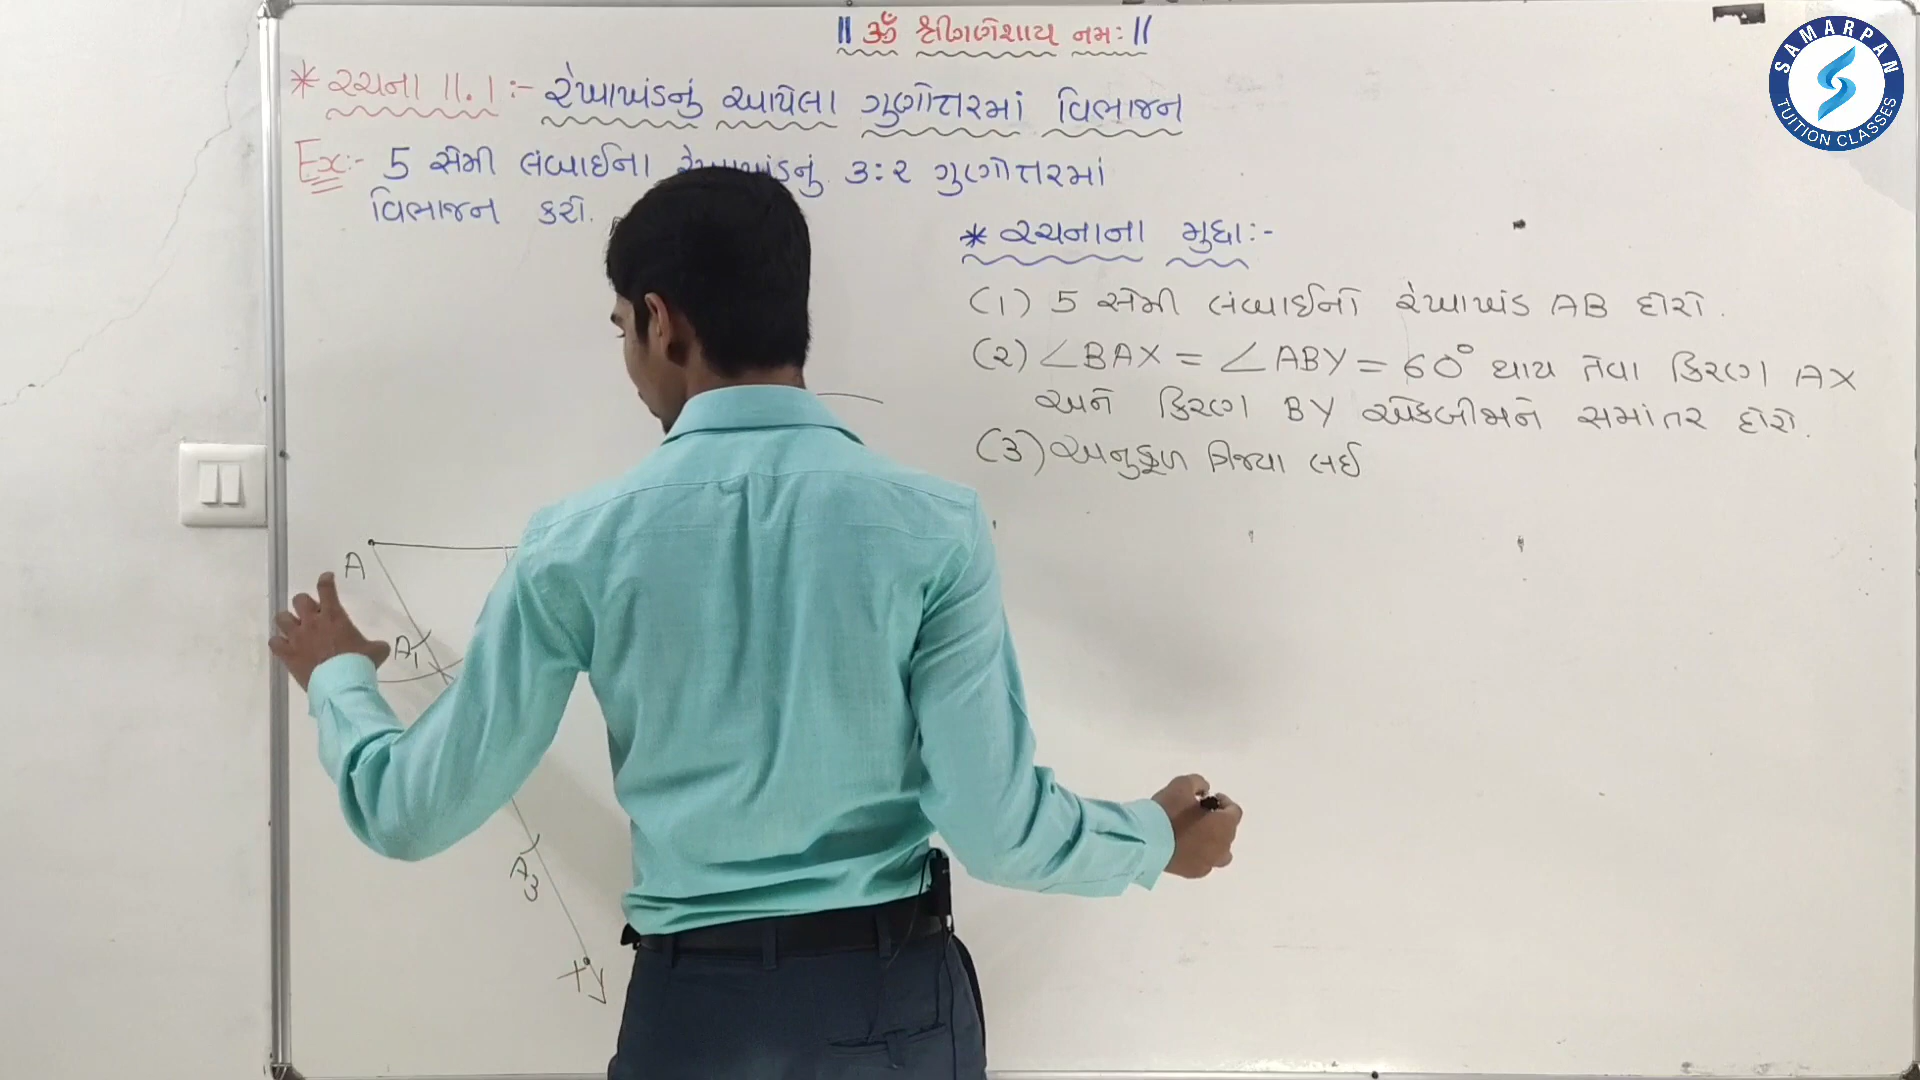 || ૐ શ્રી ગણેશાય નમઃ ||
* રચના 11.1 :- રેખાખંડનું આપેલા ગુણોત્તરમાં વિભાજન
Ex:- 5 સેમી લંબાઈના રેખાખંડનું 3:2 ગુણોત્તરમાં
વિભાજન કરો.
* રચનાના મુદ્દા:-
(1) 5 સેમી લંબાઈનો રેખાખંડ AB દોરો.
(2) ∠BAX = ∠ABY = 60° થાય તેવા કિરણ AX
અને કિરણ BY એકબીજાને સમાંતર દોરો.
(3) અનુકૂળ ત્રિજ્યા લઈ
A
A1
A3
X
SAMARPAN
TUITION CLASSES